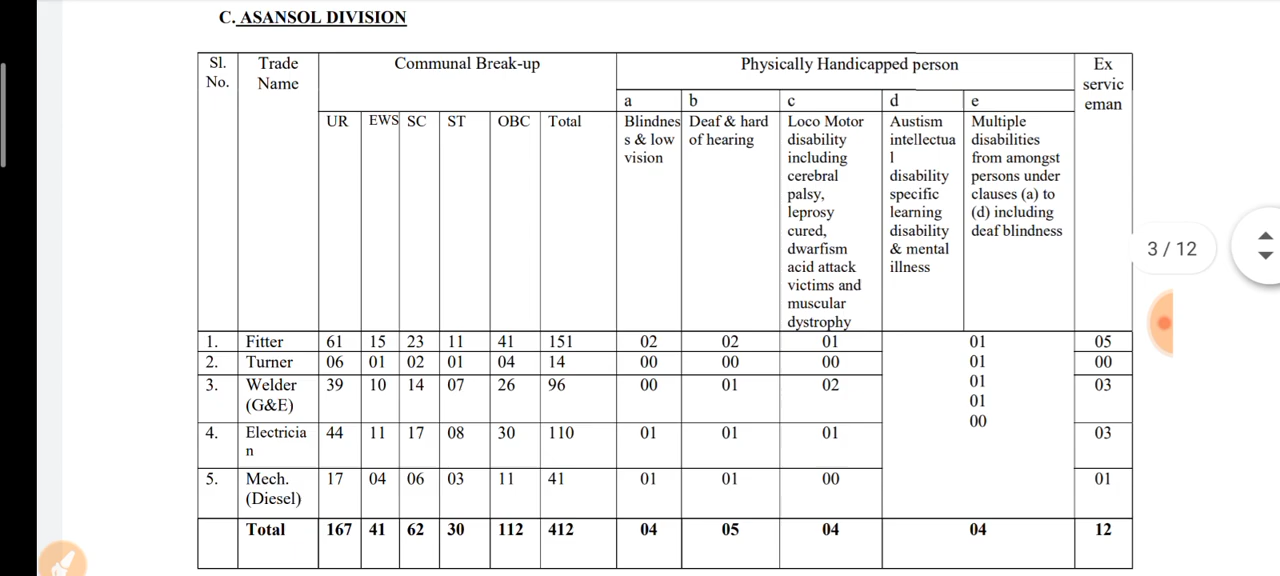 C. ASANSOL DIVISION
Sl. No. Trade Name Communal Break-up Physically Handicapped person Ex servic eman
a b c d e
UR EWS SC ST OBC Total
Blindnes
s & low
vision
Deaf & hard
of hearing
Loco Motor
disability
including
cerebral
palsy,
leprosy
cured,
dwarfism
acid attack
victims and
muscular
dystrophy
Austism
intellectua
l
disability
specific
learning
disability
& mental
illness
Multiple
disabilities
from amongst
persons under
clauses (a) to
(d) including
deaf blindness
3 / 12
1. Fitter 61 15 23 11 41 151 02 02 01 01 05
2. Turner 06 01 02 01 04 14 00 00 00 01 00
3. Welder (G&E) 39 10 14 07 26 96 00 01 02 01 03
01
00
4. Electricia n 44 11 17 08 30 110 01 01 01 03
5. Mech. (Diesel) 17 04 06 03 11 41 01 01 00 01
Total 167 41 62 30 112 412 04 05 04 04 12